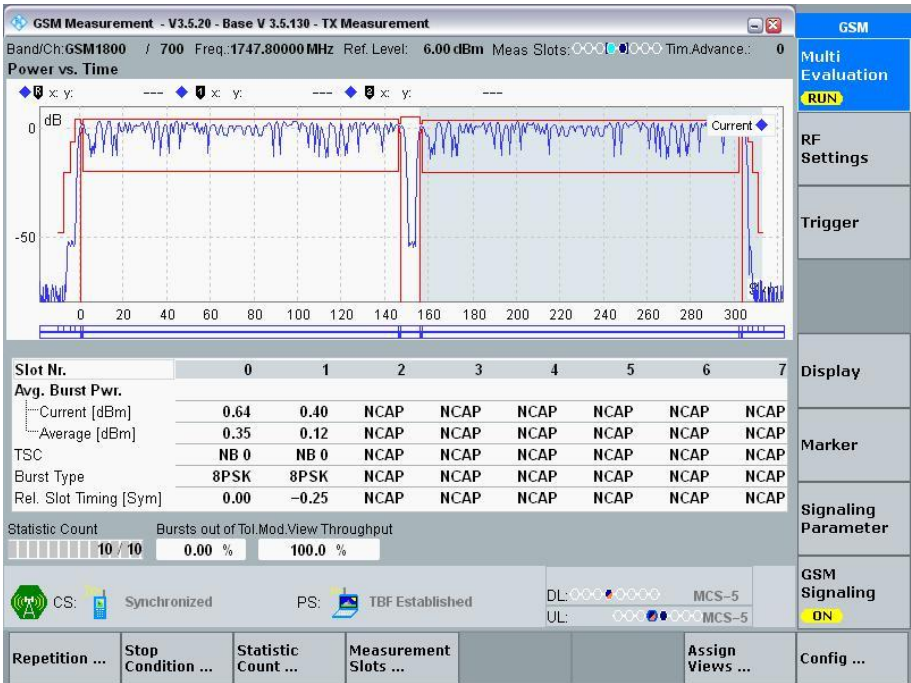 GSM Measurement - V3.5.20 - Base V 3.5.130 - TX Measurement
GSM
Band/Ch:GSM1800 / 700 Freq.:1747.80000 MHz Ref. Level: 6.00 dBm Meas Slots: Tim.Advance.: 0
Multi Evaluation
RUN
Power vs. Time
R x: y: --- 1 x: y: --- 2 x: y: ---
dB
Current
0
-50
0 20 40 60 80 100 120 140 160 180 200 220 240 260 280 300
RF Settings
Trigger
Slot Nr. 0 1 2 3 4 5 6 7
Avg. Burst Pwr.
Current [dBm] 0.64 0.40 NCAP NCAP NCAP NCAP NCAP NCAP
Average [dBm] 0.35 0.12 NCAP NCAP NCAP NCAP NCAP NCAP
TSC NB 0 NB 0 NCAP NCAP NCAP NCAP NCAP NCAP
Burst Type 8PSK 8PSK NCAP NCAP NCAP NCAP NCAP NCAP
Rel. Slot Timing [Sym] 0.00 -0.25 NCAP NCAP NCAP NCAP NCAP NCAP
Display
Marker
Signaling Parameter
Statistic Count Bursts out of Tol. Mod.View Throughput
10 / 10 0.00 % 100.0 %
CS: Synchronized PS: TBF Established
DL: MCS-5
UL: MCS-5
GSM Signaling
ON
Repetition ...
Stop Condition ...
Statistic Count ...
Measurement Slots ...
Assign Views ...
Config ...